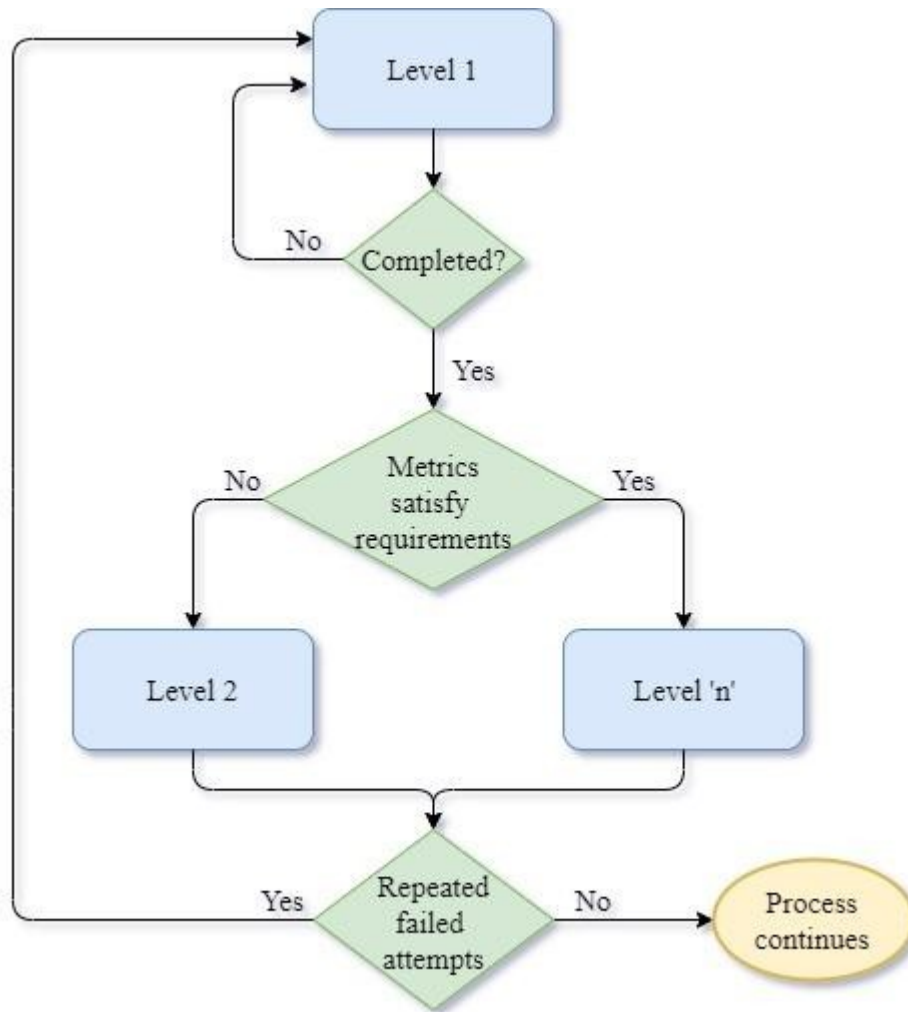 Level 1
No
Completed?
Yes
No
Metrics
satisfy
requirements
Yes
Level 2
Level 'n'
Yes
Repeated
failed
attempts
No
Process
continues